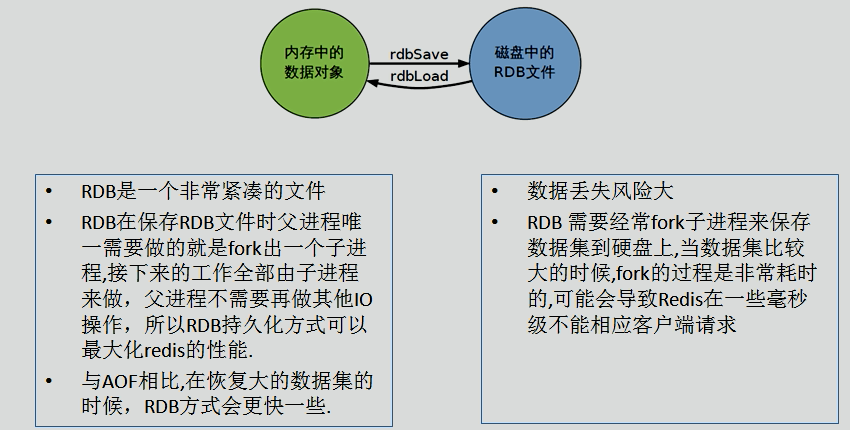 内存中的
数据对象
rdbSave
rdbLoad
磁盘中的
RDB文件
• RDB是一个非常紧凑的文件
• RDB在保存RDB文件时父进程唯
一需要做的就是fork出一个子进
程,接下来的工作全部由子进程
来做，父进程不需要再做其他IO
操作，所以RDB持久化方式可以
最大化redis的性能.
• 与AOF相比,在恢复大的数据集的
时候，RDB方式会更快一些.
• 数据丢失风险大
• RDB 需要经常fork子进程来保存
数据集到硬盘上,当数据集比较
大的时候,fork的过程是非常耗时
的,可能会导致Redis在一些毫秒
级不能相应客户端请求